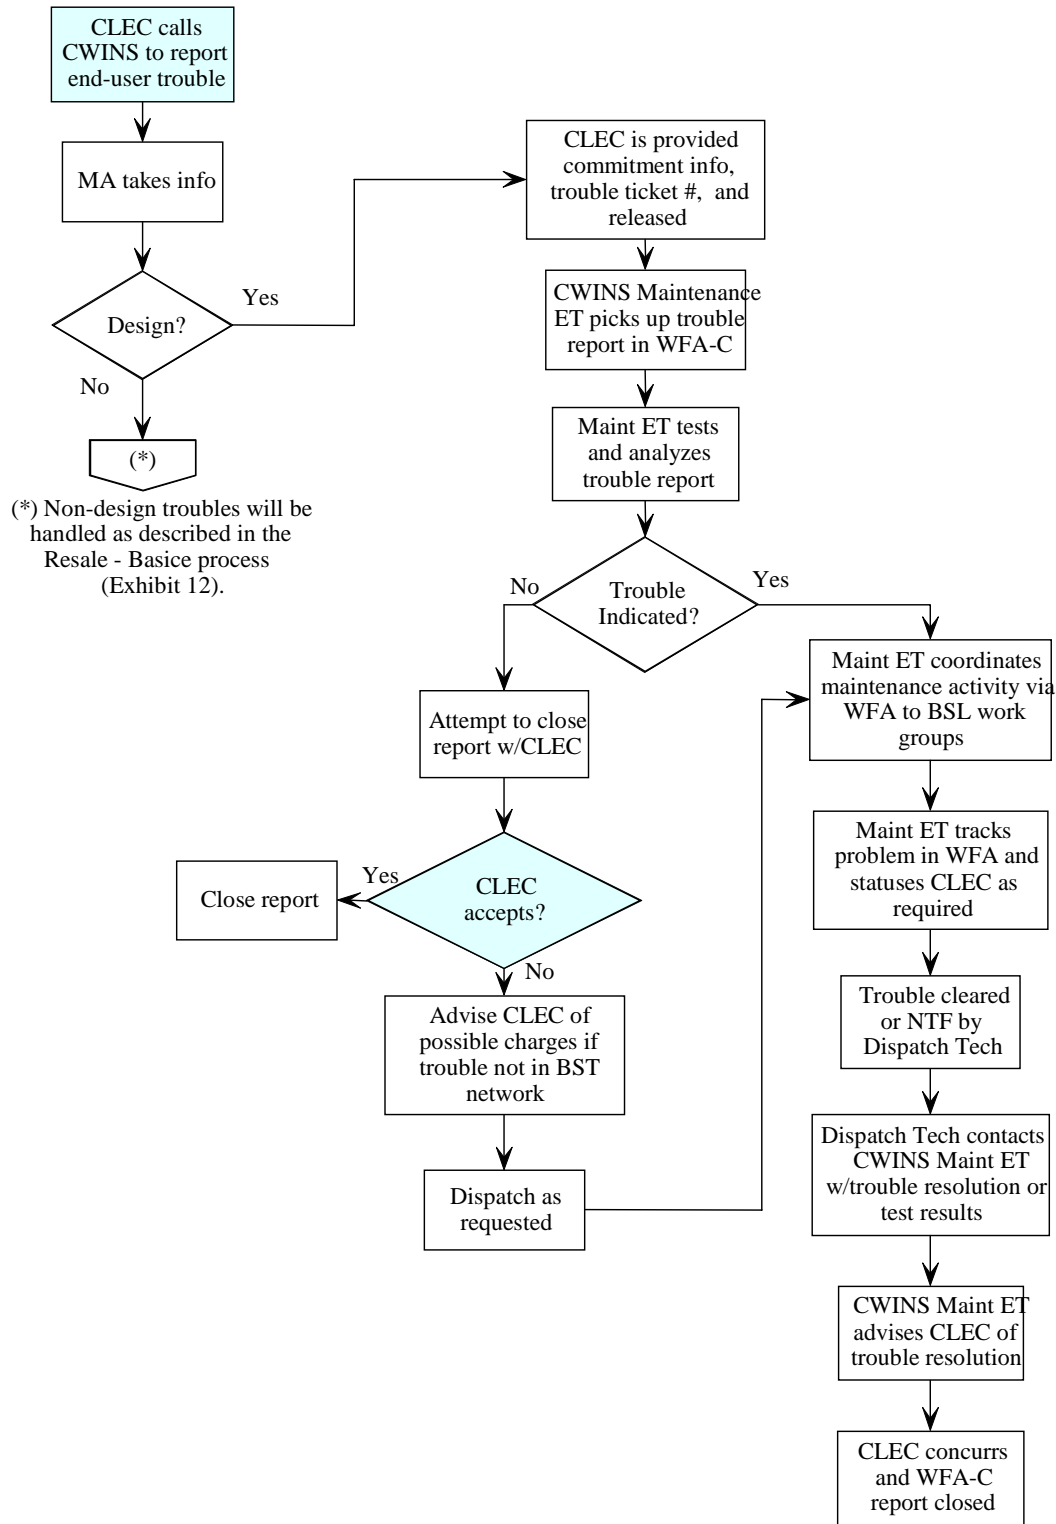 CLEC calls
CWINS to report
end-user trouble
MA takes info
Design?
Yes
No
(*)
(*) Non-design troubles will be
handled as described in the
Resale - Basice process
(Exhibit 12).
CLEC is provided
commitment info,
trouble ticket #,  and
released
CWINS Maintenance
ET picks up trouble
report in WFA-C
Maint ET tests
and analyzes
trouble report
Trouble
Indicated?
No
Yes
Attempt to close
report w/CLEC
CLEC
accepts?
Yes
Close report
No
Advise CLEC of
possible charges if
trouble not in BST
network
Dispatch as
requested
Maint ET coordinates
maintenance activity via
WFA to BSL work
groups
Maint ET tracks
problem in WFA and
statuses CLEC as
required
Trouble cleared
or NTF by
Dispatch Tech
Dispatch Tech contacts
CWINS Maint ET
w/trouble resolution or
test results
CWINS Maint ET
advises CLEC of
trouble resolution
CLEC concurrs
and WFA-C
report closed